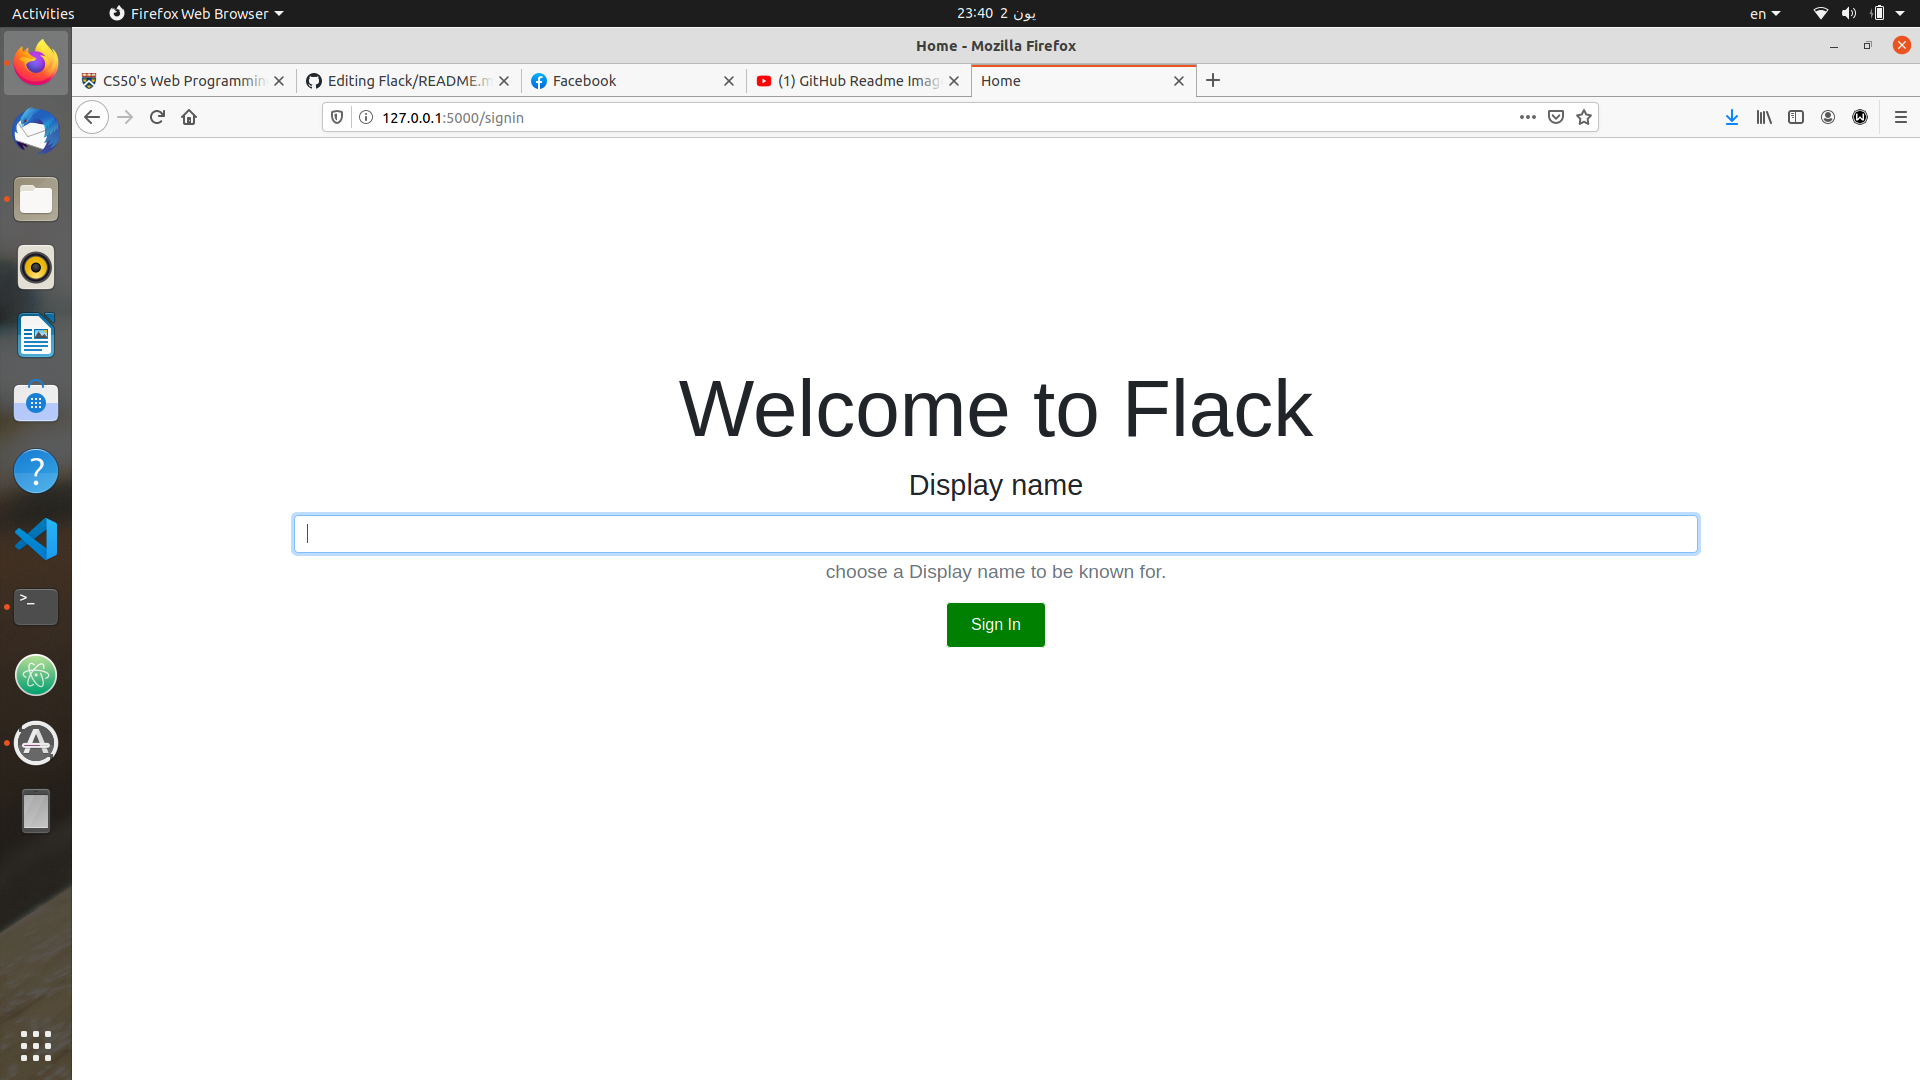 Activities
Firefox Web Browser
23:40 2 يون
en
Home - Mozilla Firefox
CS50's Web Programmin
Editing Flack/README.m
Facebook
(1) GitHub Readme Imag
Home
127.0.0.1:5000/signin
Welcome to Flack
Display name
choose a Display name to be known for.
Sign In